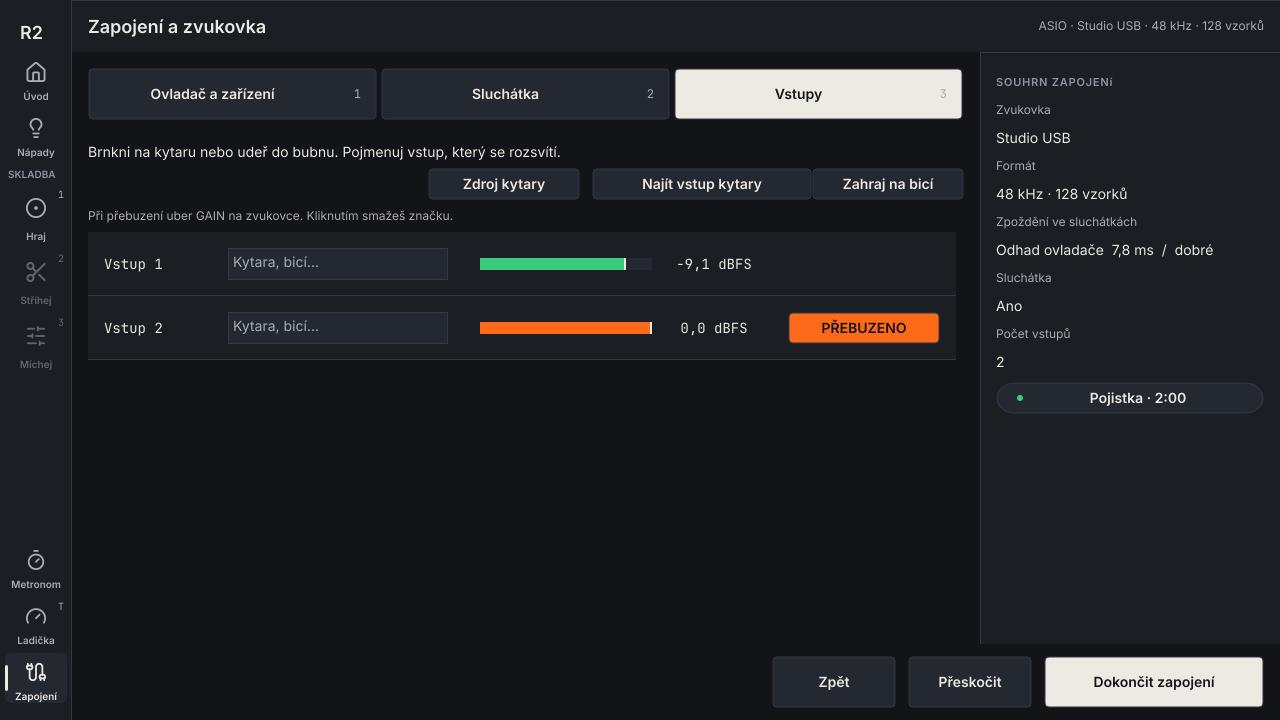 R2
Úvod
Nápady
SKLADBA
1
Hraj
2
Stříhej
3
Míchej
Metronom
T
Ladička
Zapojení
Zapojení a zvukovka
ASIO · Studio USB · 48 kHz · 128 vzorků
Ovladač a zařízení 1
Sluchátka 2
Vstupy 3
Brnkni na kytaru nebo udeř do bubnu. Pojmenuj vstup, který se rozsvítí.
Zdroj kytary
Najít vstup kytary
Zahraj na bicí
Při přebuzení uber GAIN na zvukovce. Kliknutím smažeš značku.
Vstup 1 Kytara, bicí... -9,1 dBFS
Vstup 2 Kytara, bicí... 0,0 dBFS PŘEBUZENO
SOUHRN ZAPOJENí
Zvukovka
Studio USB
Formát
48 kHz · 128 vzorků
Zpoždění ve sluchátkách
Odhad ovladače 7,8 ms / dobré
Sluchátka
Ano
Počet vstupů
2
Pojistka · 2:00
Zpět
Přeskočit
Dokončit zapojení